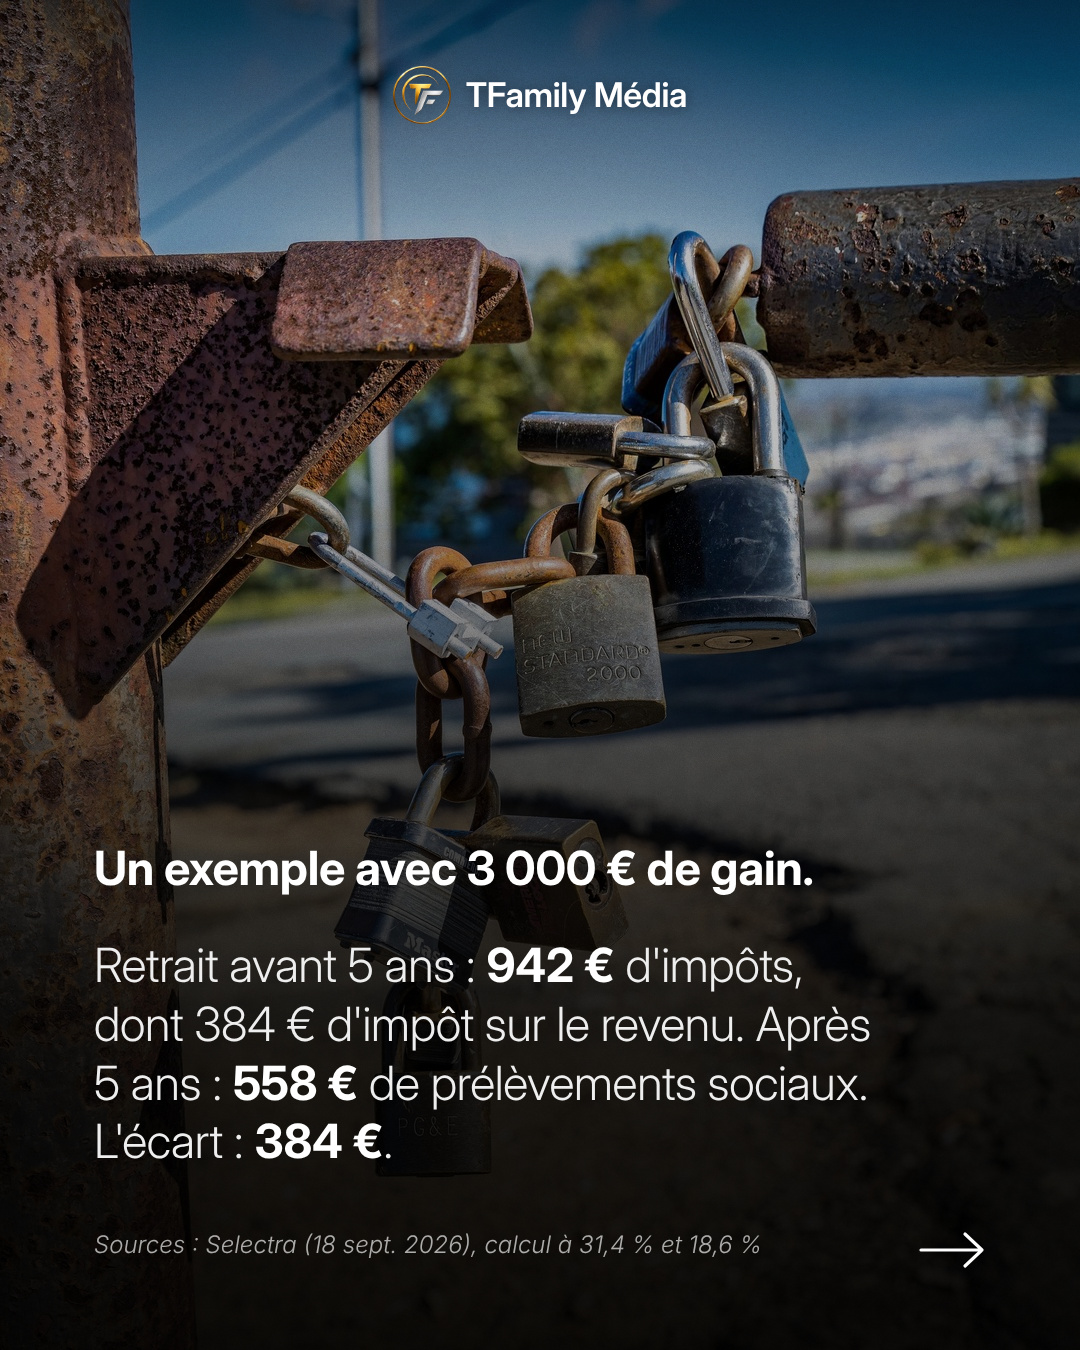 TFamily Média
new
STANDARD®
2000
Un exemple avec 3 000 € de gain.
Retrait avant 5 ans : 942 € d'impôts,
dont 384 € d'impôt sur le revenu. Après
5 ans : 558 € de prélèvements sociaux.
L'écart : 384 €.
PG&E
Sources : Selectra (18 sept. 2026), calcul à 31,4 % et 18,6 %